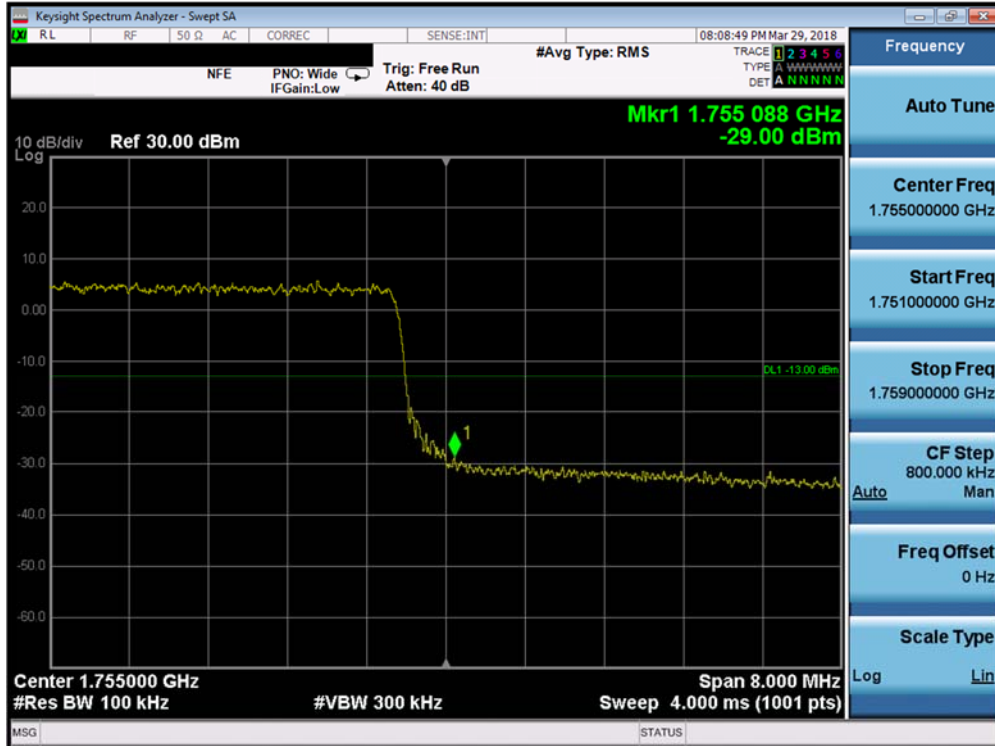 Keysight Spectrum Analyzer - Swept SA
LXI RL RF 50 Ω AC CORREC SENSE:INT 08:08:49 PM Mar 29, 2018
NFE PNO: Wide Trig: Free Run #Avg Type: RMS TRACE 1 2 3 4 5 6
IFGain:Low Atten: 40 dB TYPE A WWWWW
DET A N N N N N
Mkr1 1.755 088 GHz
-29.00 dBm
10 dB/div Ref 30.00 dBm
Log
20.0
10.0
0.00
-10.0
DL1 -13.00 dBm
-20.0
1
-30.0
-40.0
-50.0
-60.0
Center 1.755000 GHz Span 8.000 MHz
#Res BW 100 kHz #VBW 300 kHz Sweep 4.000 ms (1001 pts)
MSG STATUS
Frequency
Auto Tune
Center Freq
1.755000000 GHz
Start Freq
1.751000000 GHz
Stop Freq
1.759000000 GHz
CF Step
800.000 kHz
Auto Man
Freq Offset
0 Hz
Scale Type
Log Lin